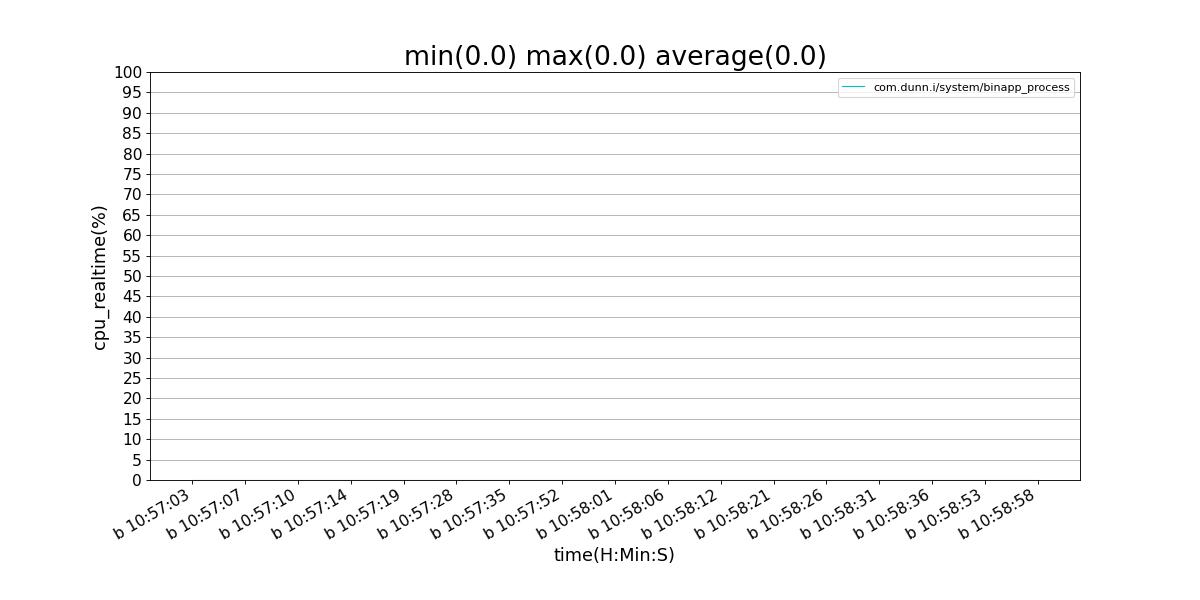 min(0.0) max(0.0) average(0.0)
com.dunn.i/system/binapp_process
cpu_realtime(%)
100
95
90
85
80
75
70
65
60
55
50
45
40
35
30
25
20
15
10
5
0
b 10:57:03
b 10:57:07
b 10:57:10
b 10:57:14
b 10:57:19
b 10:57:28
b 10:57:35
b 10:57:52
b 10:58:01
b 10:58:06
b 10:58:12
b 10:58:21
b 10:58:26
b 10:58:31
b 10:58:36
b 10:58:53
b 10:58:58
time(H:Min:S)